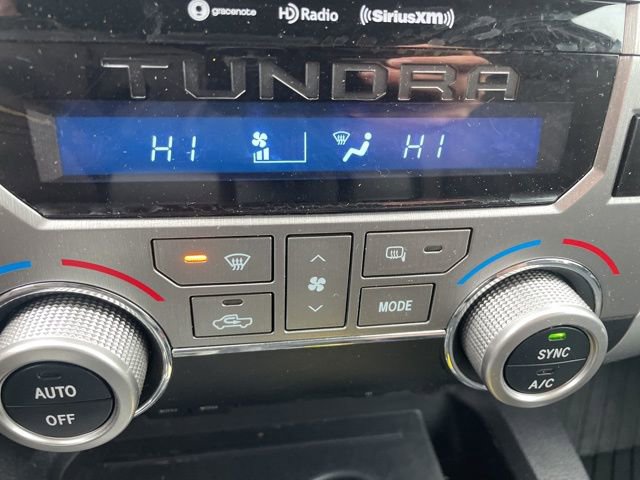 gracenote HD Radio ((SiriusXM))
TUNDRA
HI HI
MODE
AUTO
OFF
SYNC
A/C